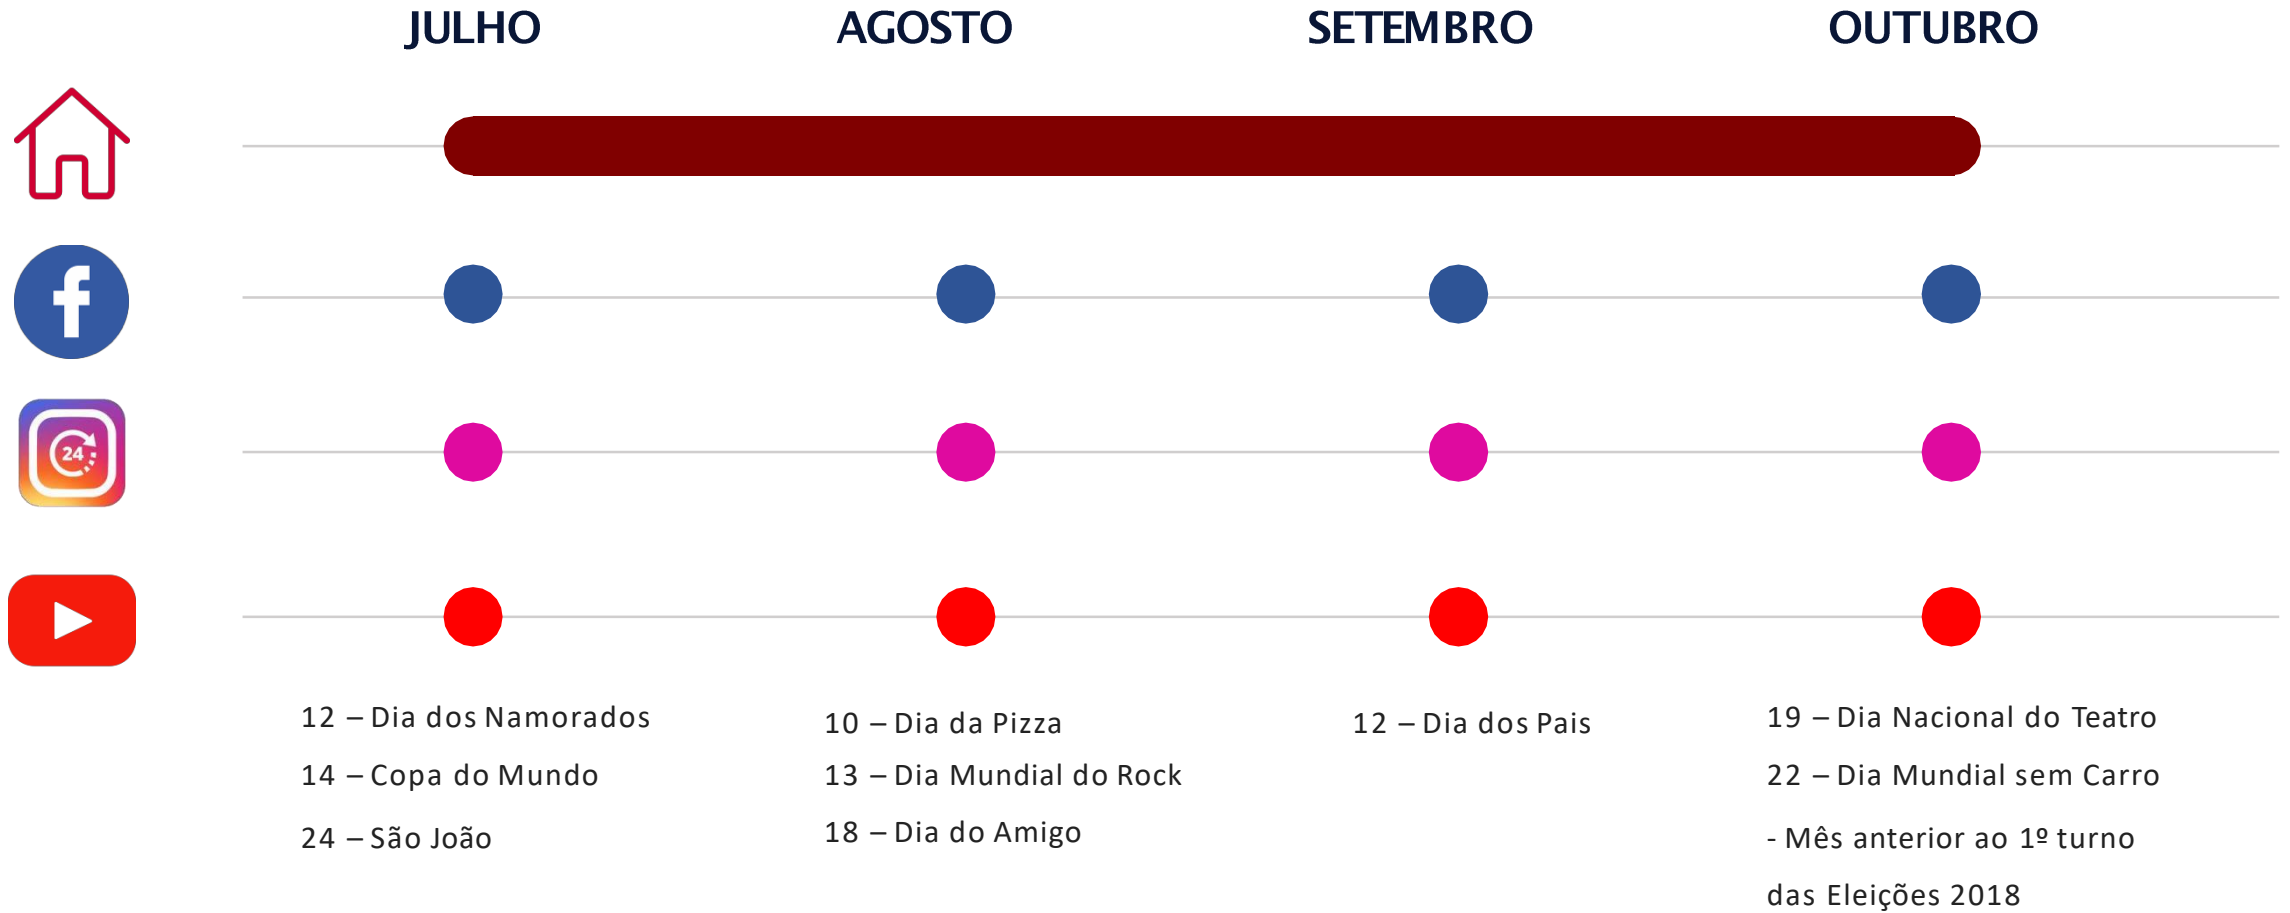 JULHO AGOSTO SETEMBRO OUTUBRO
24
12 – Dia dos Namorados
14 – Copa do Mundo
24 – São João
10 – Dia da Pizza
13 – Dia Mundial do Rock
18 – Dia do Amigo
12 – Dia dos Pais
19 – Dia Nacional do Teatro
22 – Dia Mundial sem Carro
- Mês anterior ao 1º turno
das Eleições 2018